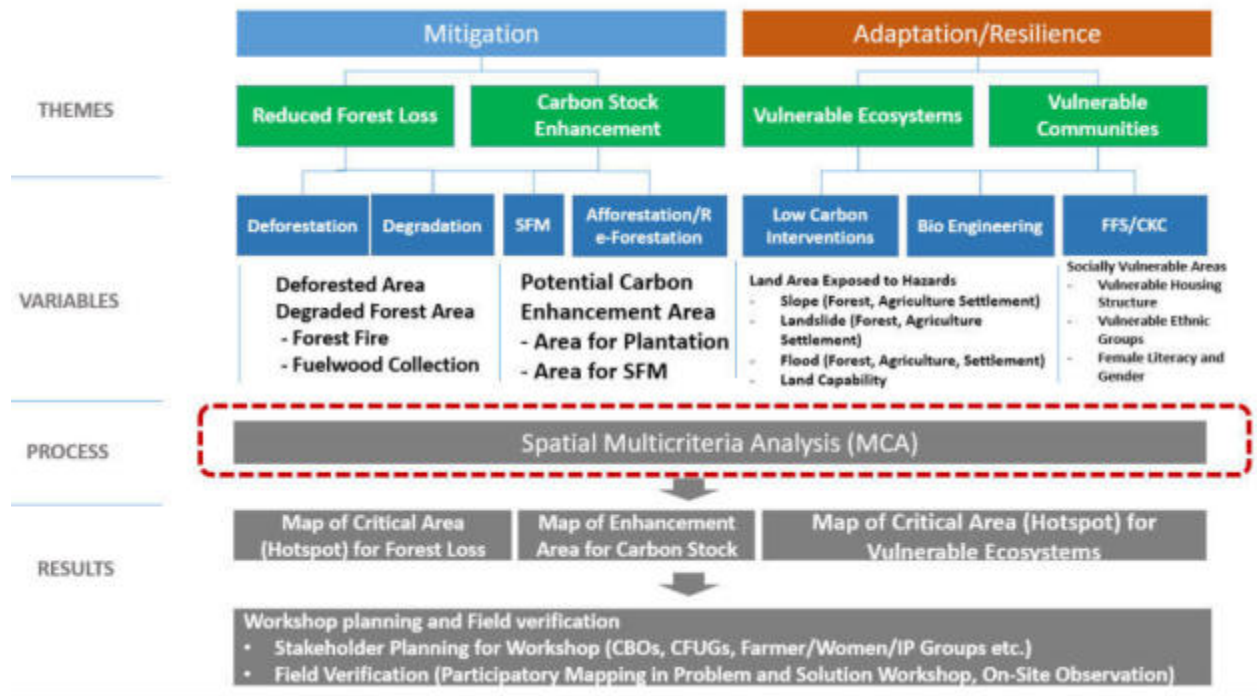 Mitigation
Adaptation/Resilience
THEMES
Reduced Forest Loss
Carbon Stock
Enhancement
Vulnerable Ecosystems
Vulnerable
Communities
VARIABLES
Deforestation
Degradation
SFM
Afforestation/R
e-Forestation
Low Carbon
Interventions
Bio Engineering
FFS/CKC
Deforested Area
Degraded Forest Area
- Forest Fire
- Fuelwood Collection
Potential Carbon
Enhancement Area
- Area for Plantation
- Area for SFM
Land Area Exposed to Hazards
- Slope (Forest, Agriculture Settlement)
- Landslide (Forest, Agriculture
Settlement)
- Flood (Forest, Agriculture, Settlement)
- Land Capability
Socially Vulnerable Areas
- Vulnerable Housing
Structure
- Vulnerable Ethnic
Groups
- Female Literacy and
Gender
PROCESS
Spatial Multicriteria Analysis (MCA)
RESULTS
Map of Critical Area
(Hotspot) for Forest Loss
Map of Enhancement
Area for Carbon Stock
Map of Critical Area (Hotspot) for
Vulnerable Ecosystems
Workshop planning and Field verification
• Stakeholder Planning for Workshop (CBOs, CFUGs, Farmer/Women/IP Groups etc.)
• Field Verification (Participatory Mapping in Problem and Solution Workshop, On-Site Observation)